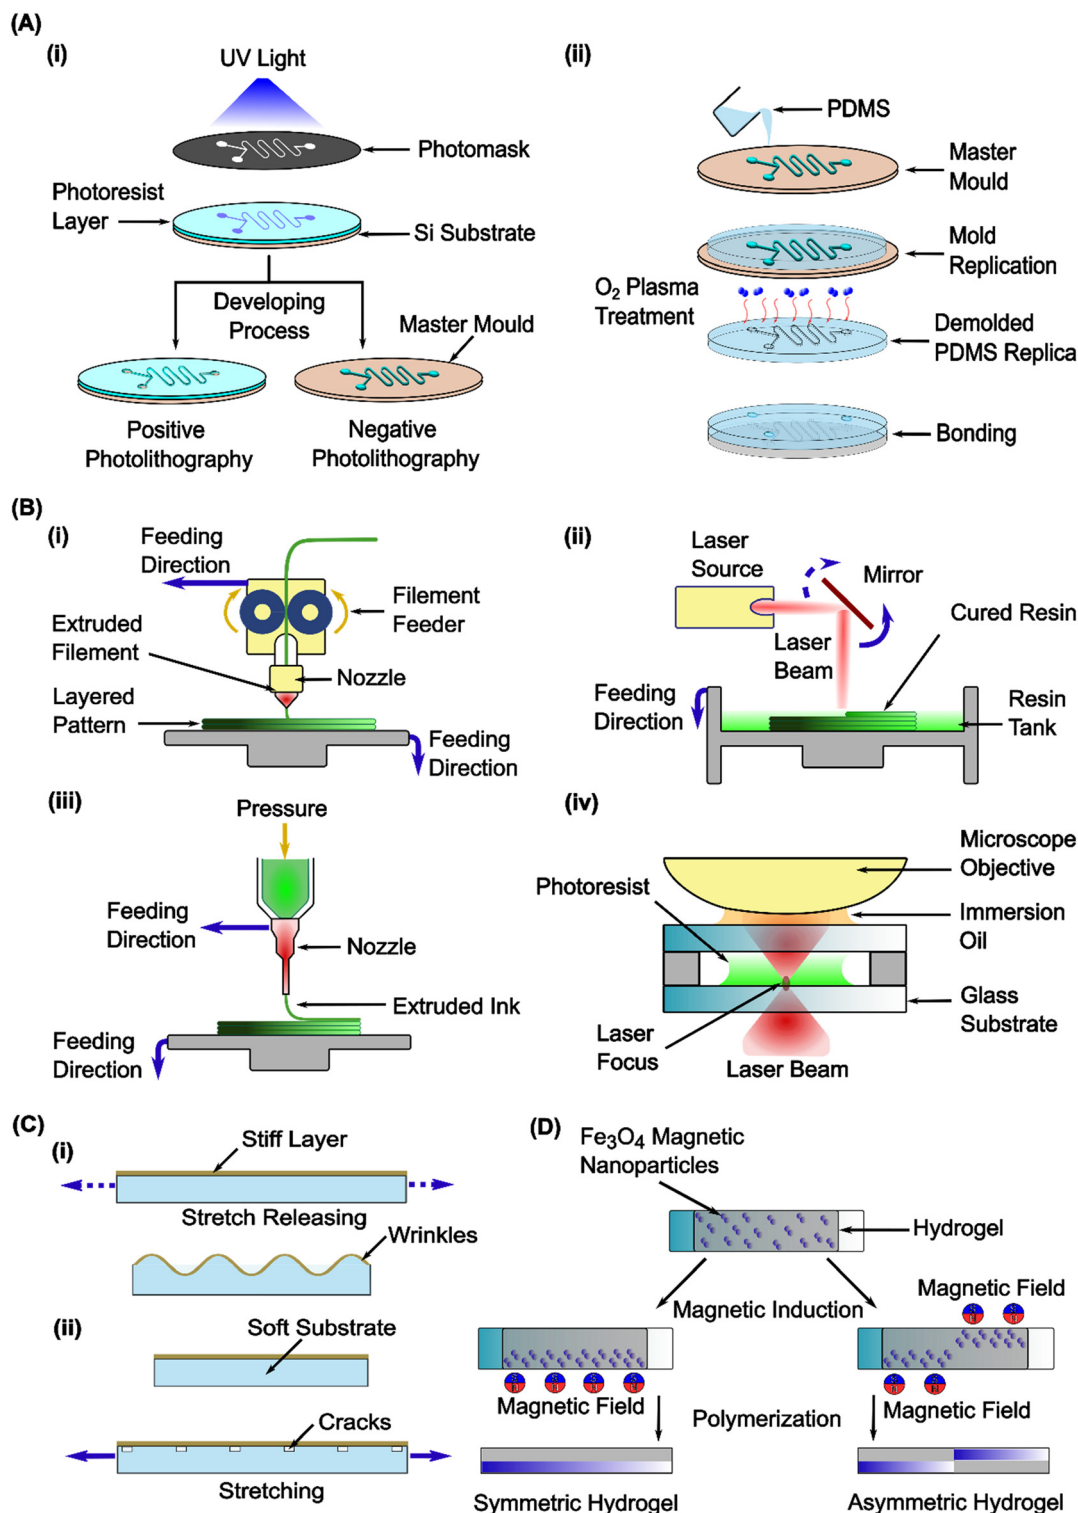 (A)
(i)
UV Light
Photomask
Photoresist
Layer
Si Substrate
Developing
Process
Master Mould
Positive
Photolithography
Negative
Photolithography
(ii)
PDMS
Master
Mould
Mold
Replication
O2 Plasma
Treatment
Demolded
PDMS Replica
Bonding
(B)
(i)
Feeding
Direction
Filament
Feeder
Extruded
Filament
Nozzle
Layered
Pattern
Feeding
Direction
(ii)
Laser
Source
Mirror
Cured Resin
Laser
Beam
Feeding
Direction
Resin
Tank
(iii)
Pressure
Feeding
Direction
Nozzle
Extruded Ink
Feeding
Direction
(iv)
Microscope
Objective
Photoresist
Immersion
Oil
Glass
Substrate
Laser
Focus
Laser Beam
(C)
(i)
Stiff Layer
Stretch Releasing
Wrinkles
(ii)
Soft Substrate
Cracks
Stretching
(D)
Fe3O4 Magnetic
Nanoparticles
Hydrogel
Magnetic Induction
Magnetic Field
Magnetic Field
Magnetic Field
Polymerization
Symmetric Hydrogel
Asymmetric Hydrogel